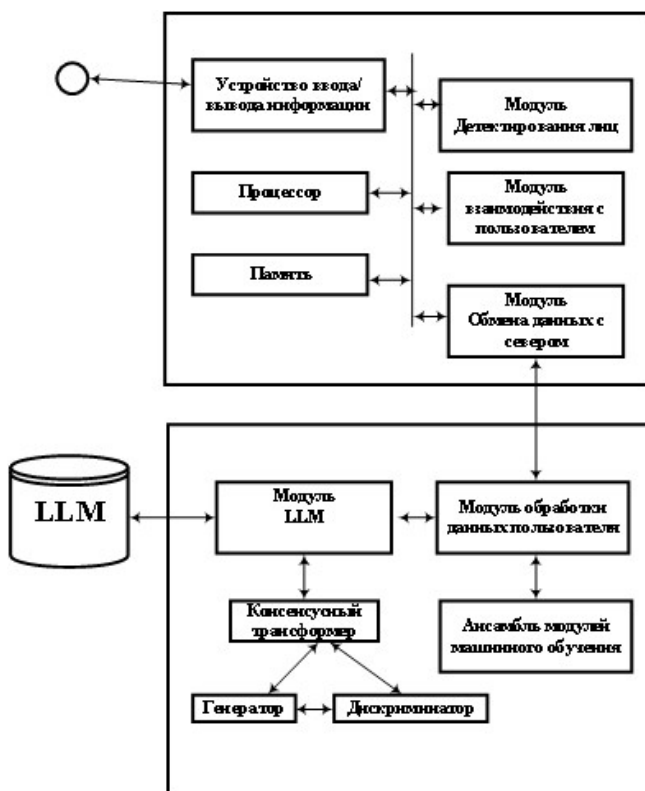 Устройство ввода/
вывода информации
Модуль
Детектирования лиц
Процессор
Модуль
взаимодействия с
пользователем
Память
Модуль
Обмена данных с
севером
LLM
Модуль
LLM
Модуль обработки
данных пользователя
Консенсусный
трансформер
Ансамбль модулей
машинного обучения
Генератор
Дискриминатор